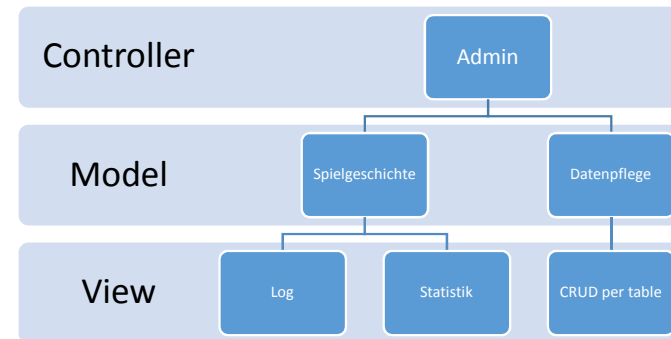 Controller
Admin
Model
Spielgeschichte
Datenpflege
View
Log
Statistik
CRUD per table